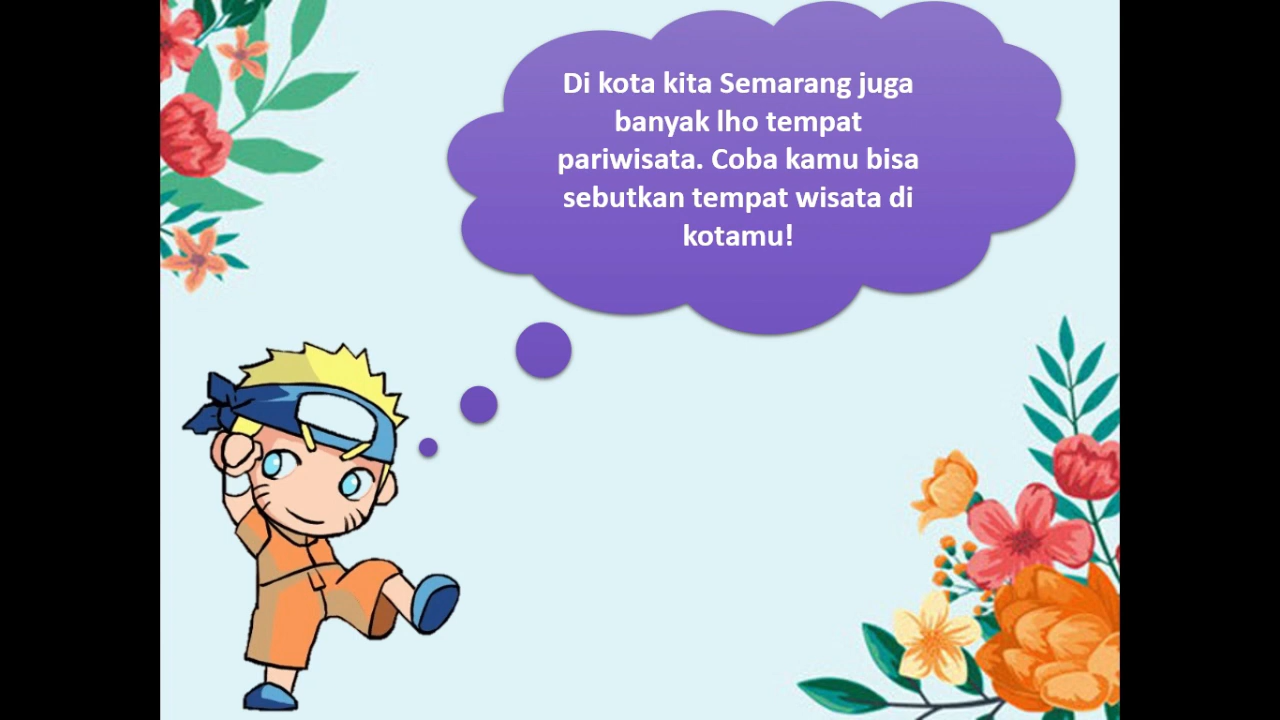 Di kota kita Semarang juga
banyak lho tempat
pariwisata. Coba kamu bisa
sebutkan tempat wisata di
kotamu!